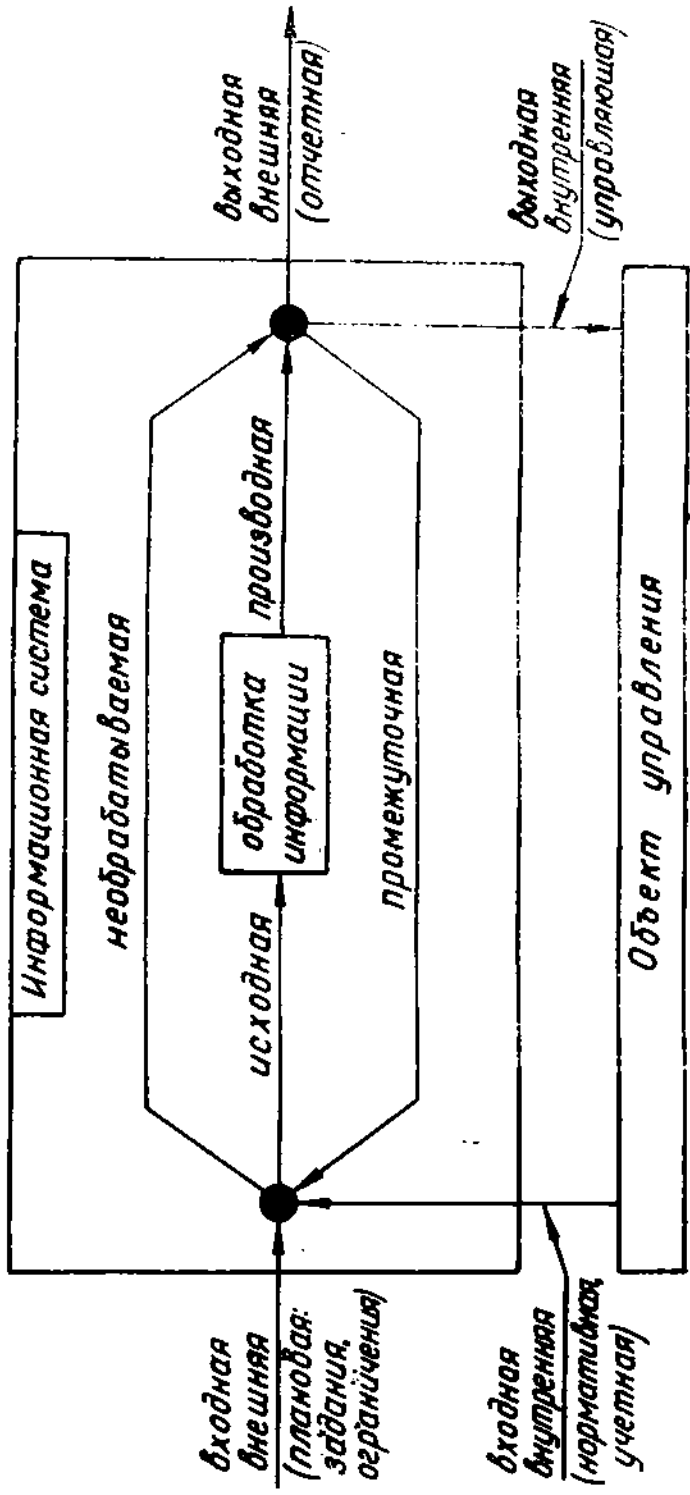 Информационная система
необрабатываемая
входная
внешняя
(плановая:
задания,
ограничения)
исходная
обработка
информации
производная
выходная
внешняя
(отчетная)
промежуточная
входная
внутренняя
(нормативная,
учетная)
выходная
внутренняя
(управляющая)
Объект управления